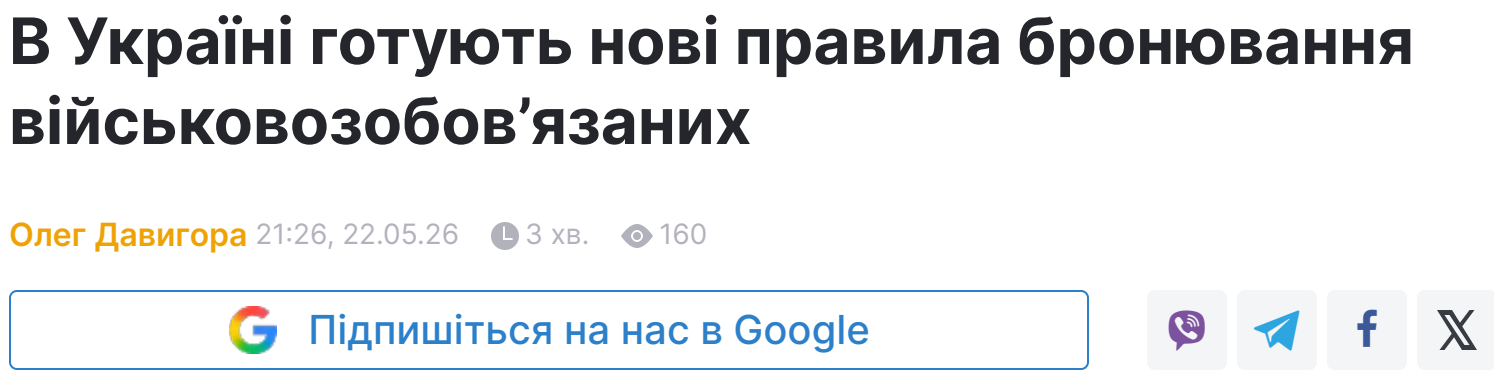 В Україні готують нові правила бронювання
військовозобов’язаних
Олег Давигора 21:26, 22.05.26 3 хв. 160
Підпишіться на нас в Google